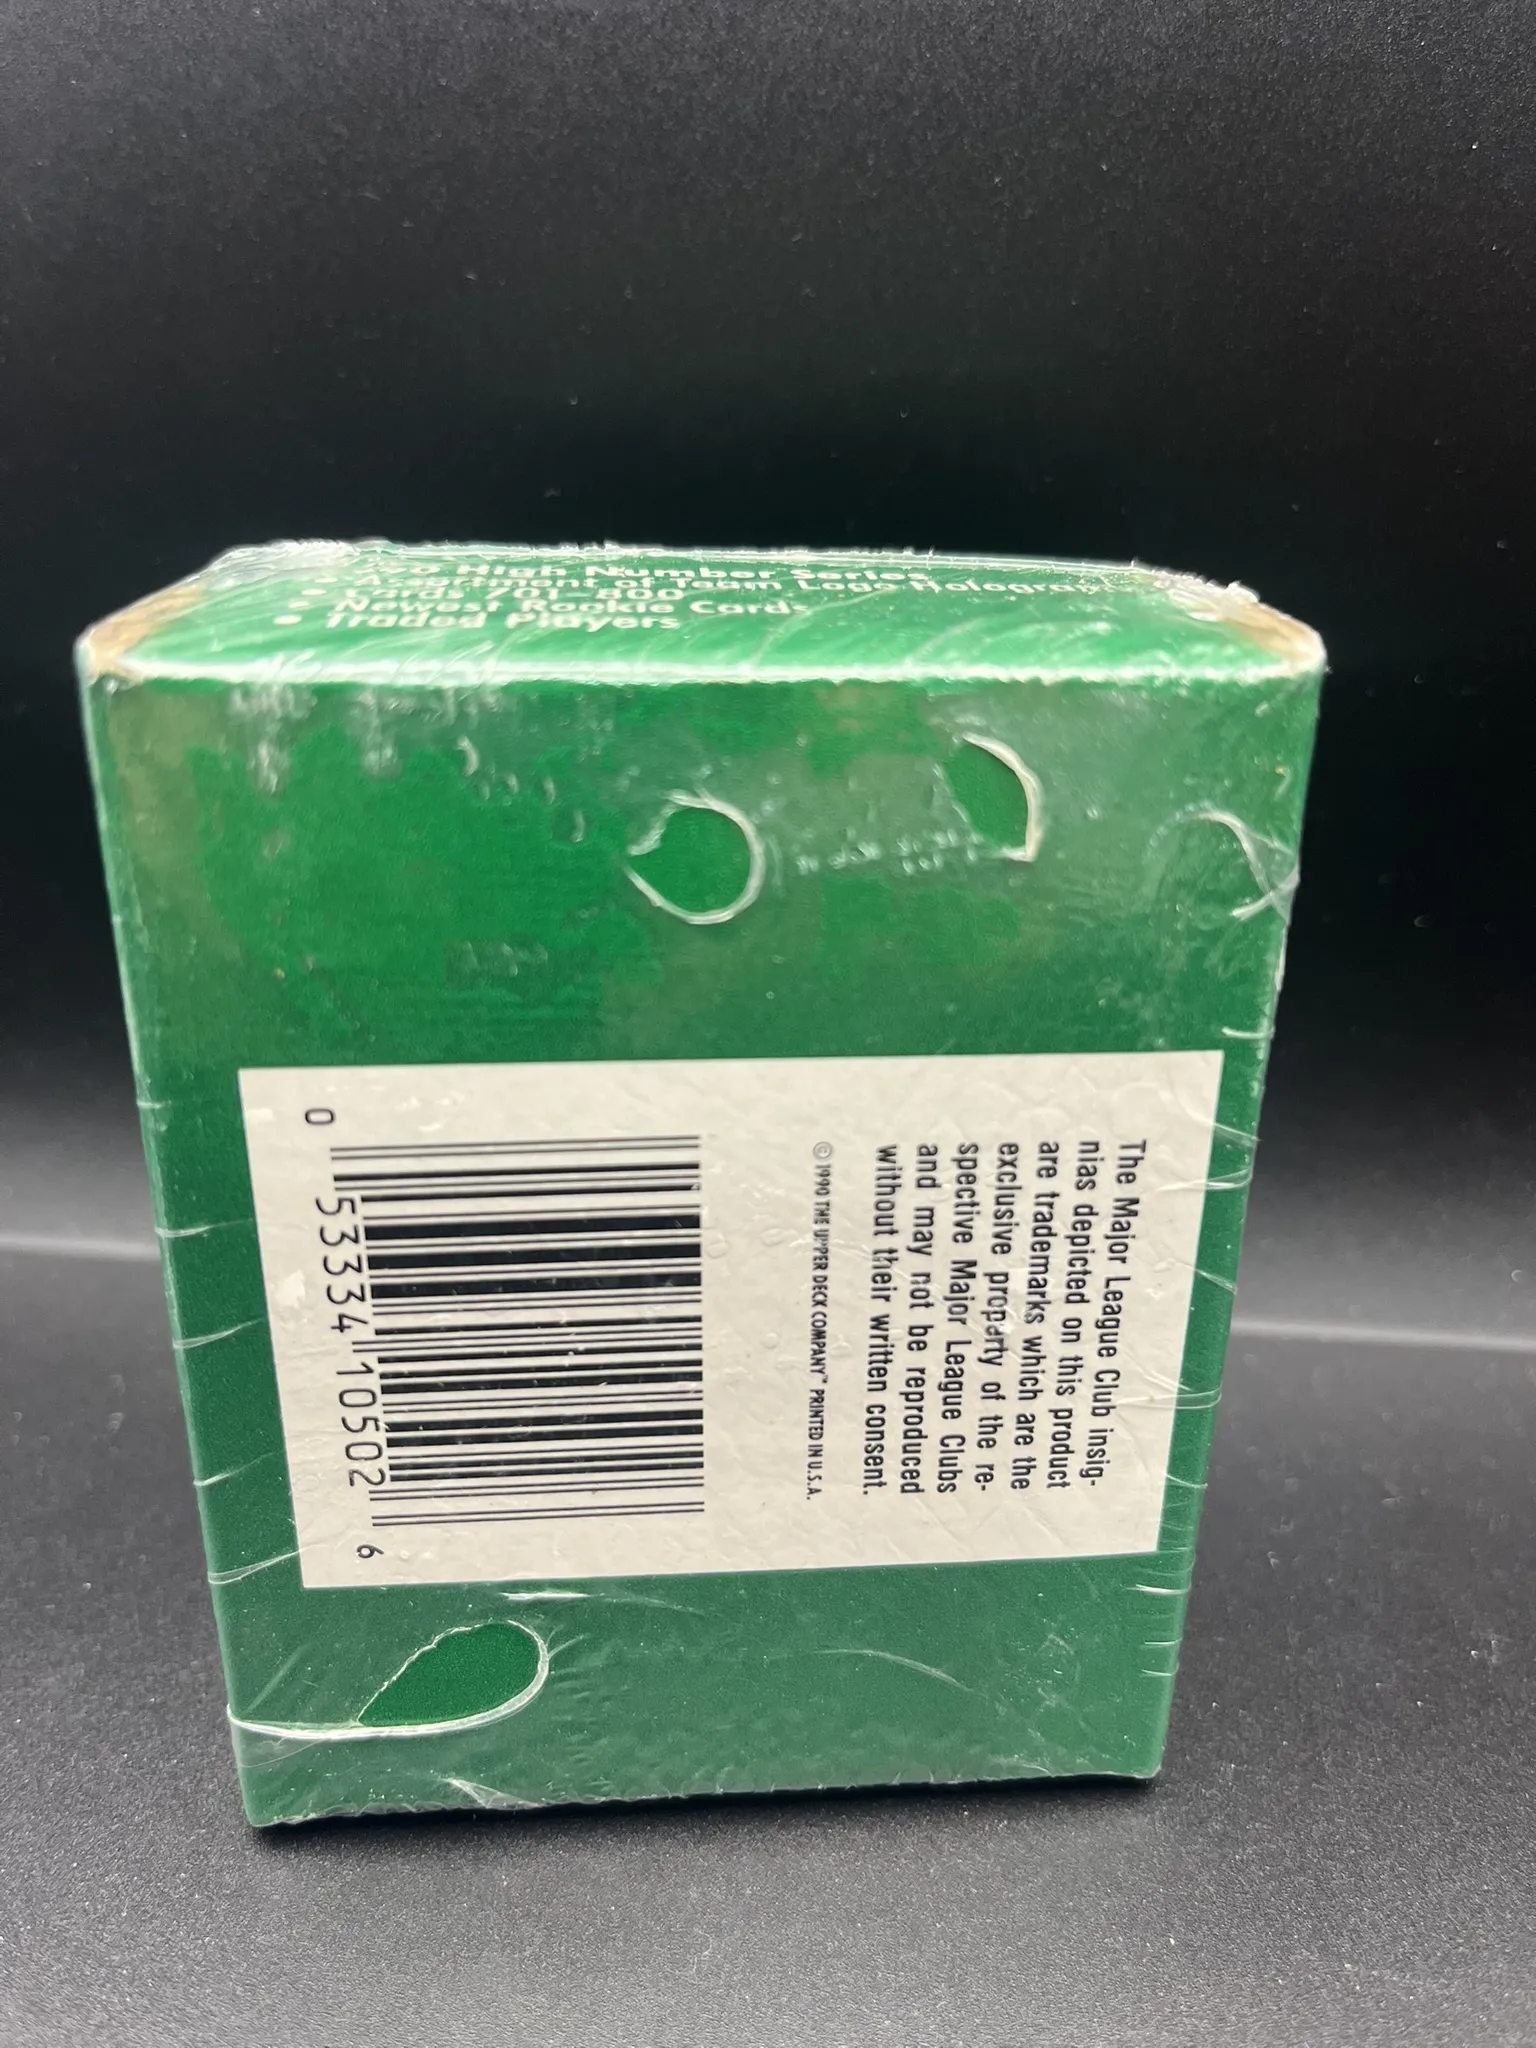 High Number Series
• Assortment of Team Logo Holograms
• Cards 701–800
• Newest Rookie Cards
• Traded Players
The Major League Club insig-
nias depicted on this product
are trademarks which are the
exclusive property of the re-
spective Major League Clubs
and may not be reproduced
without their written consent.
© 1990 THE UPPER DECK COMPANY™ PRINTED IN U.S.A.
0 53334 10502 6